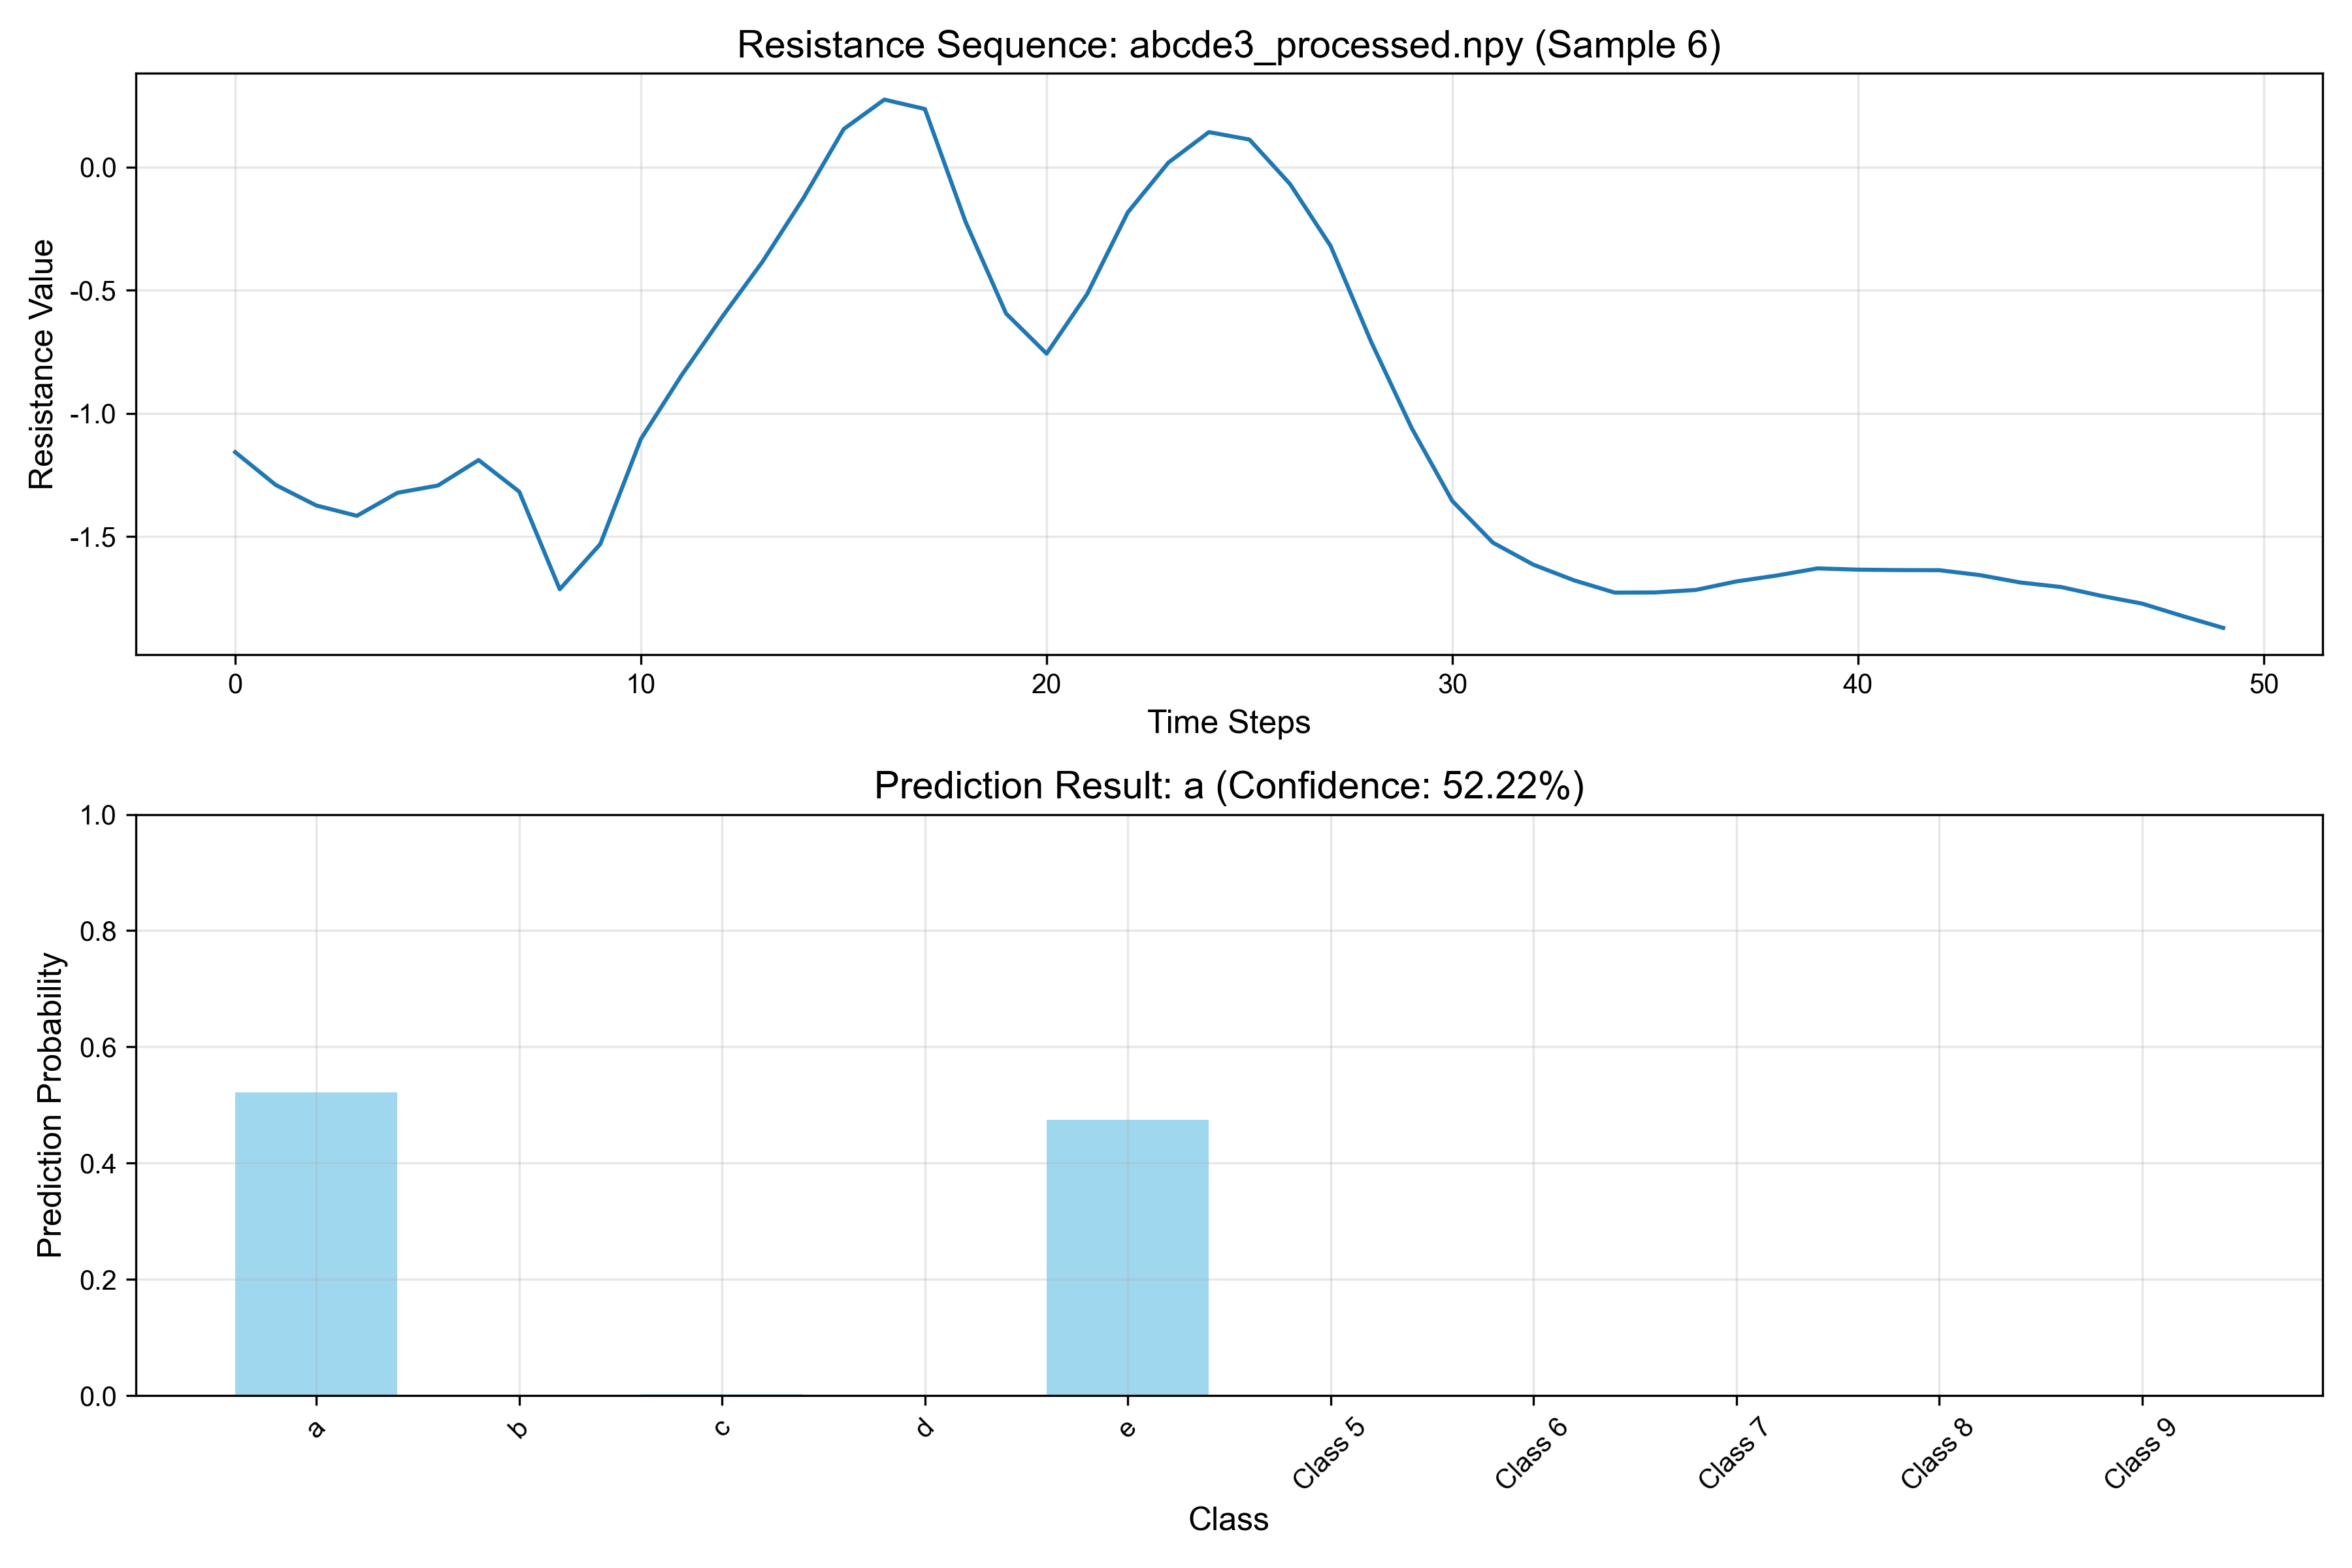 Resistance Sequence: abcde3_processed.npy (Sample 6)
Resistance Value
0.0
-0.5
-1.0
-1.5
0 10 20 30 40 50
Time Steps
Prediction Result: a (Confidence: 52.22%)
Prediction Probability
1.0
0.8
0.6
0.4
0.2
0.0
a b c d e Class 5 Class 6 Class 7 Class 8 Class 9
Class